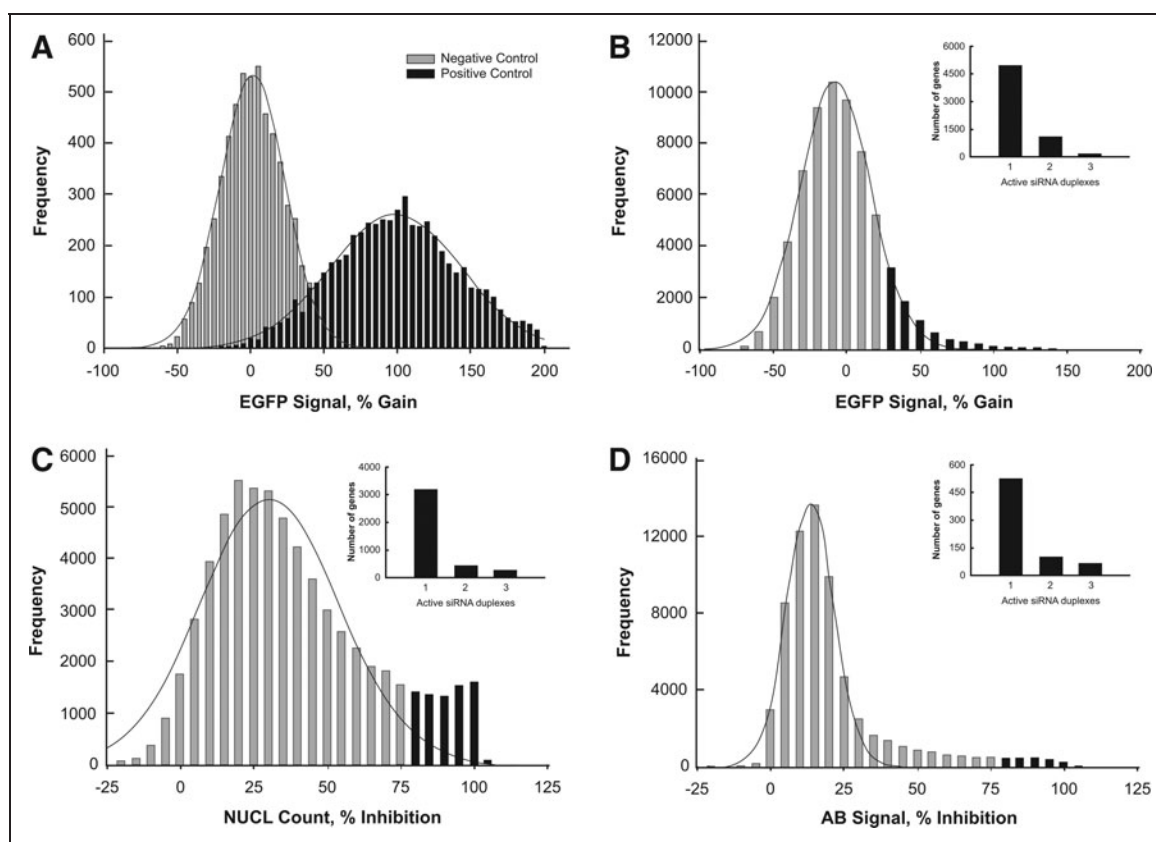 A
600
500
400
300
200
100
0
Frequency
-100 -50 0 50 100 150 200
EGFP Signal, % Gain
Negative Control
Positive Control
B
12000
10000
8000
6000
4000
2000
0
Frequency
-100 -50 0 50 100 150 200
EGFP Signal, % Gain
6000
4500
3000
1500
0
Number of genes
1 2 3
Active siRNA duplexes
C
6000
5000
4000
3000
2000
1000
0
Frequency
-25 0 25 50 75 100 125
NUCL Count, % Inhibition
4000
3000
2000
1000
0
Number of genes
1 2 3
Active siRNA duplexes
D
16000
12000
8000
4000
0
Frequency
-25 0 25 50 75 100 125
AB Signal, % Inhibition
600
450
300
150
0
Number of genes
1 2 3
Active siRNA duplexes